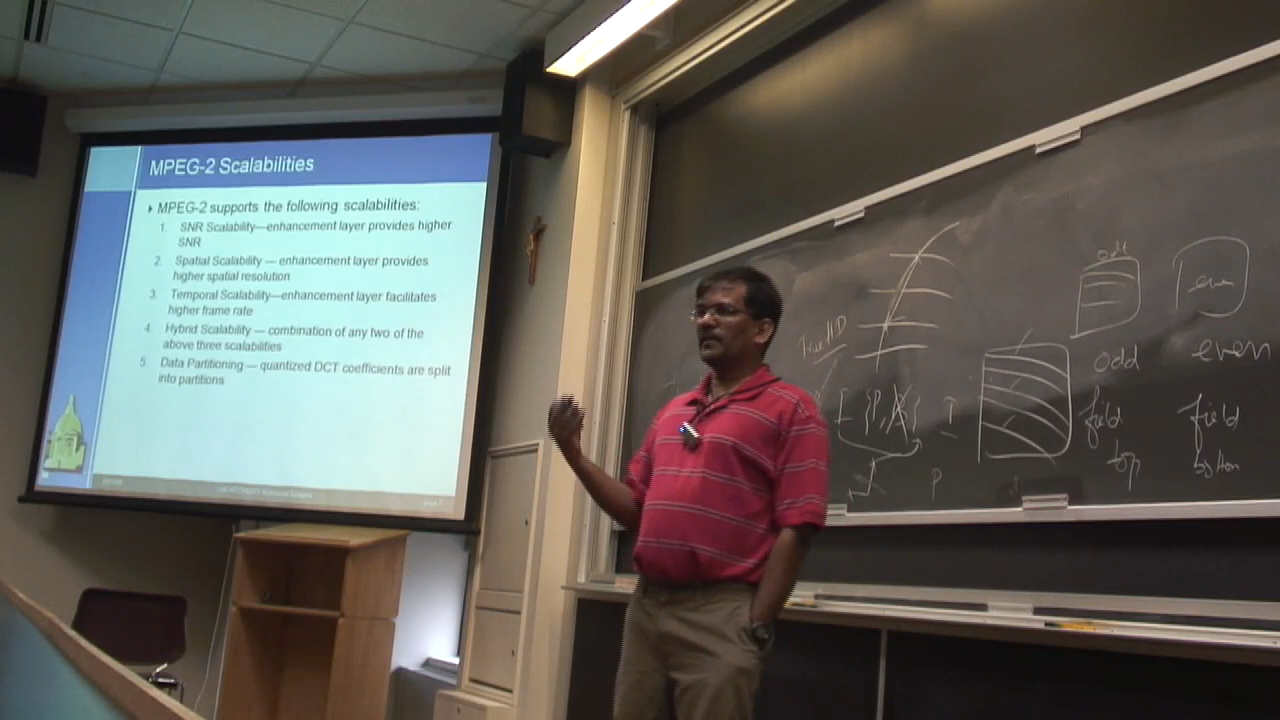 MPEG-2 Scalabilities
MPEG-2 supports the following scalabilities:
1. SNR Scalability—enhancement layer provides higher
SNR
2. Spatial Scalability — enhancement layer provides
higher spatial resolution
3. Temporal Scalability—enhancement layer facilitates
higher frame rate
4. Hybrid Scalability — combination of any two of the
above three scalabilities
5. Data Partitioning — quantized DCT coefficients are split
into partitions
odd
even
odd even
field field
top bottom
P